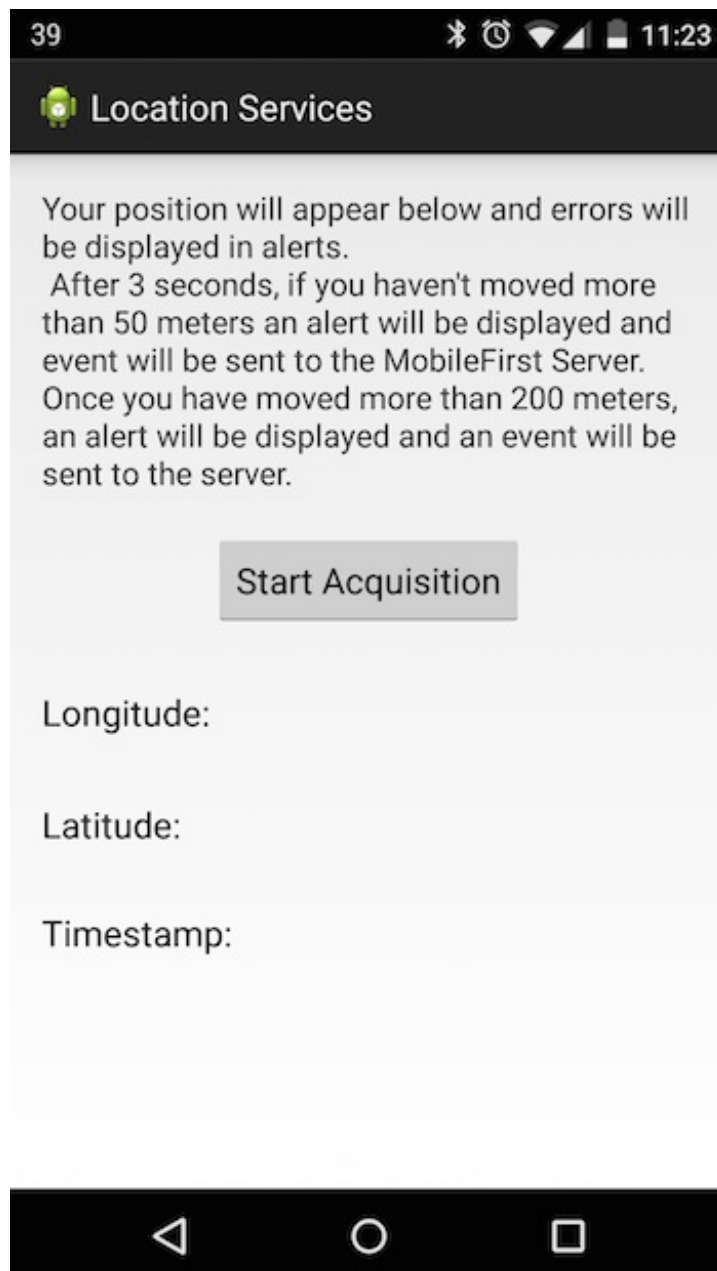 39 11:23
Location Services
Your position will appear below and errors will
be displayed in alerts.
After 3 seconds, if you haven't moved more
than 50 meters an alert will be displayed and
event will be sent to the MobileFirst Server.
Once you have moved more than 200 meters,
an alert will be displayed and an event will be
sent to the server.
Start Acquisition
Longitude:
Latitude:
Timestamp: